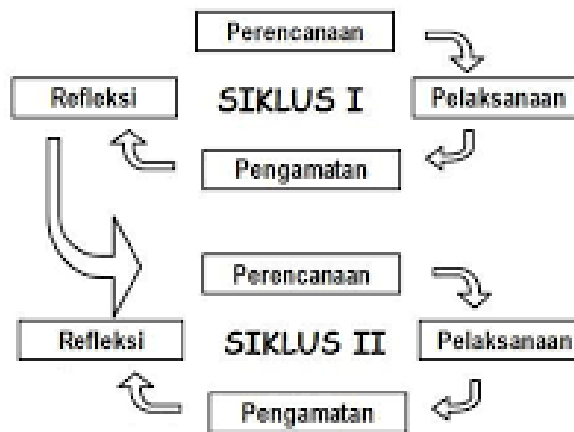 Perencanaan
Refleksi
SIKLUS I
Pelaksanaan
Pengamatan
Perencanaan
Refleksi
SIKLUS II
Pelaksanaan
Pengamatan